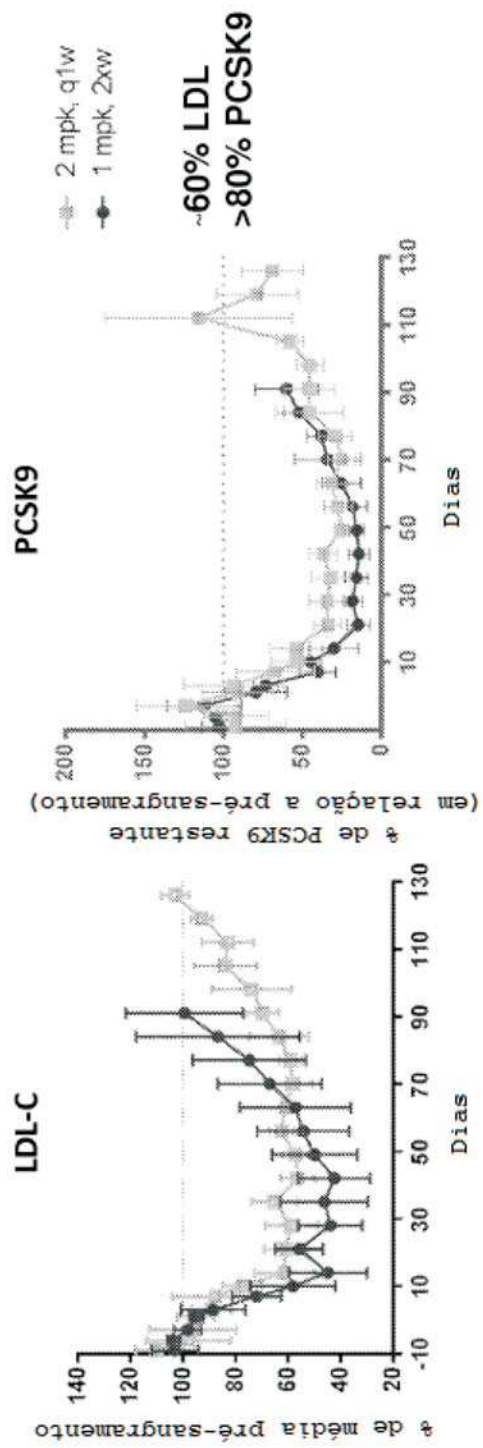 LDL-C
% de média pré-sangramento
120
100
80
60
40
20
-10
10
30
50
70
90
110
130
Dias
PCSK9
% de PCSK9 restante
(em relação a pré-sangramento)
200
150
100
50
0
10
30
50
70
90
110
130
Dias
2 mpk, q1w
1 mpk, 2xw
~60% LDL
>80% PCSK9